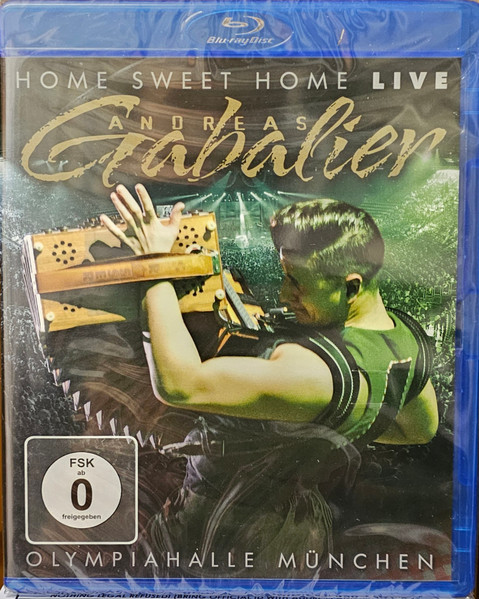 Blu-ray Disc
HOME SWEET HOME LIVE
ANDREAS
Gabalier
FSK
ab
0
freigegeben
OLYMPIAHALLE MÜNCHEN